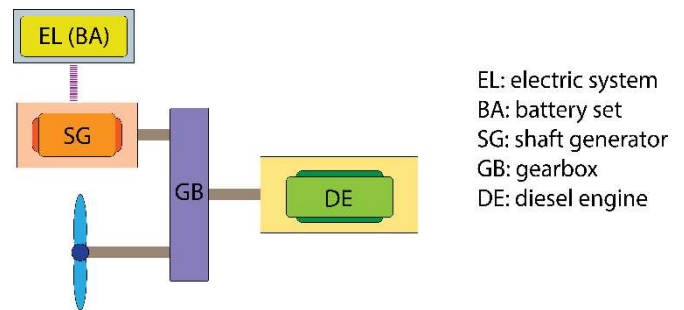 EL (BA)
SG
GB
DE
EL: electric system
BA: battery set
SG: shaft generator
GB: gearbox
DE: diesel engine